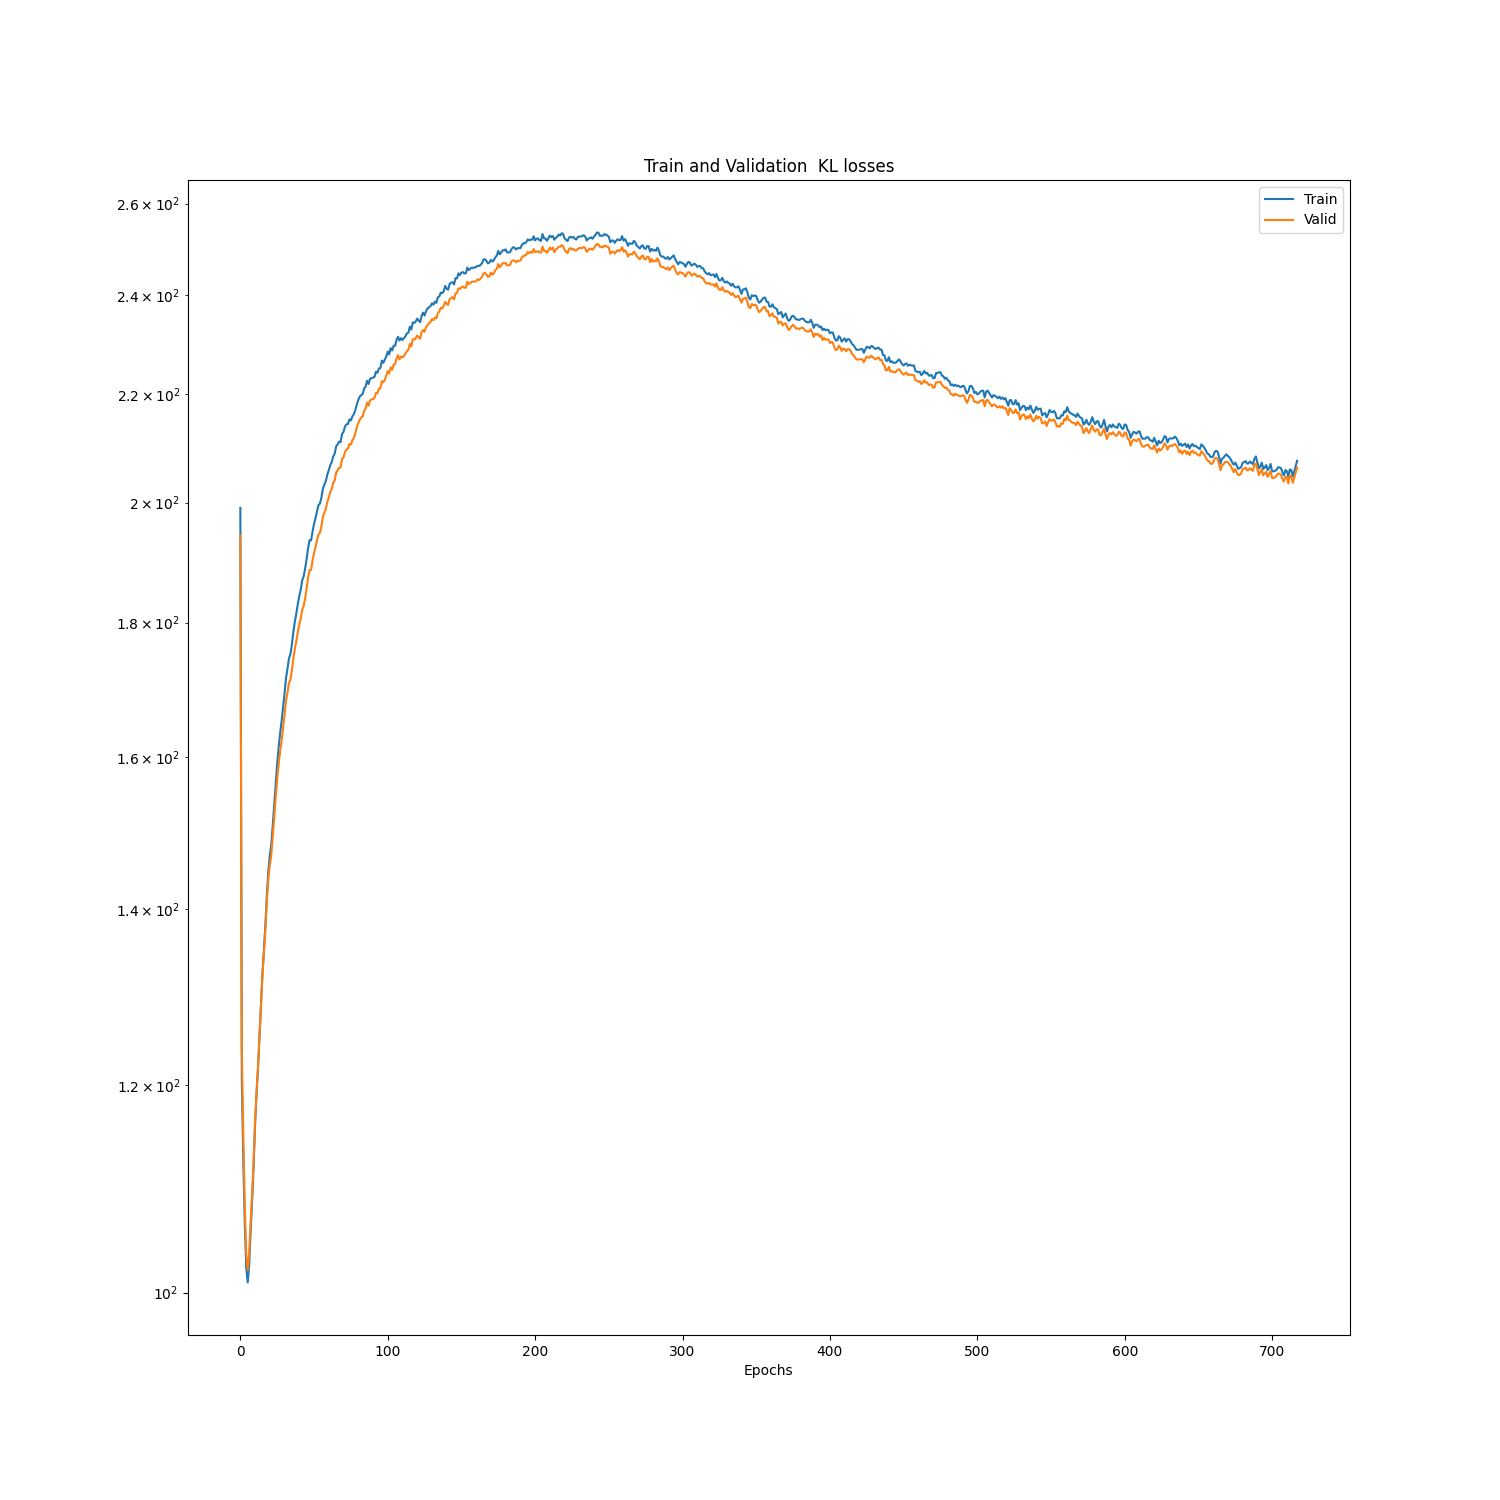 Train and Validation  KL losses
Train
Valid
2.6 × 10²
2.4 × 10²
2.2 × 10²
2 × 10²
1.8 × 10²
1.6 × 10²
1.4 × 10²
1.2 × 10²
10²
0 100 200 300 400 500 600 700
Epochs